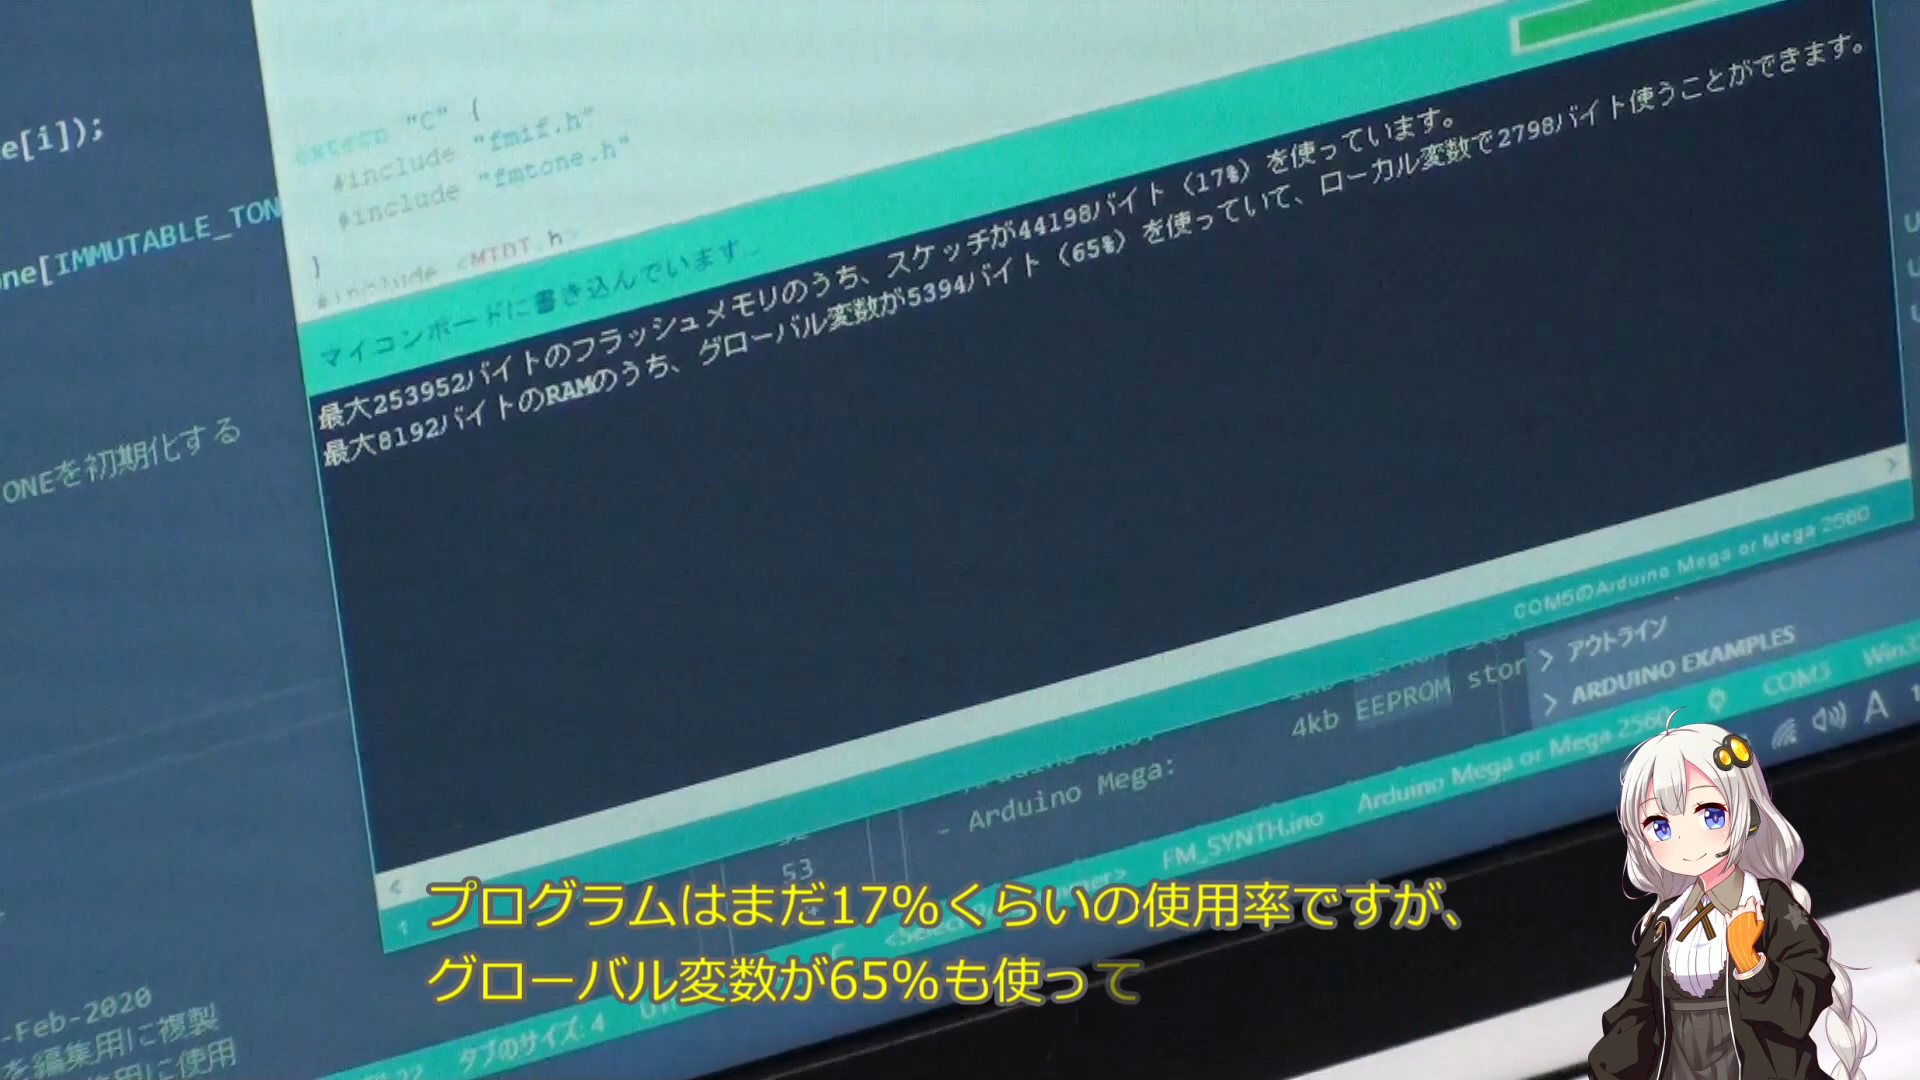 e[i]);
ne[IMMUTABLE_TON
ONEを初期化する
-Feb-2020
を編集用に複製
用に使用
extern "C" {
#include "fmif.h"
#include "fmtone.h"
}
#include <MIDI.h>
マイコンボードに書き込んでいます...
最大253952バイトのフラッシュメモリのうち、スケッチが44198バイト（17%）を使っています。
最大8192バイトのRAMのうち、グローバル変数が5394バイト（65%）を使っていて、ローカル変数で2798バイト使うことができます。
1
COM5のArduino Mega or Mega 2560
アウトライン
ARDUINO EXAMPLES
4kb EEPROM stor
- Arduino Mega:
53
FM_SYNTH.ino
Arduino Mega or Mega 2560
COM5
Win32
A
タブのサイズ: 4
プログラムはまだ17%くらいの使用率ですが、
グローバル変数が65%も使って